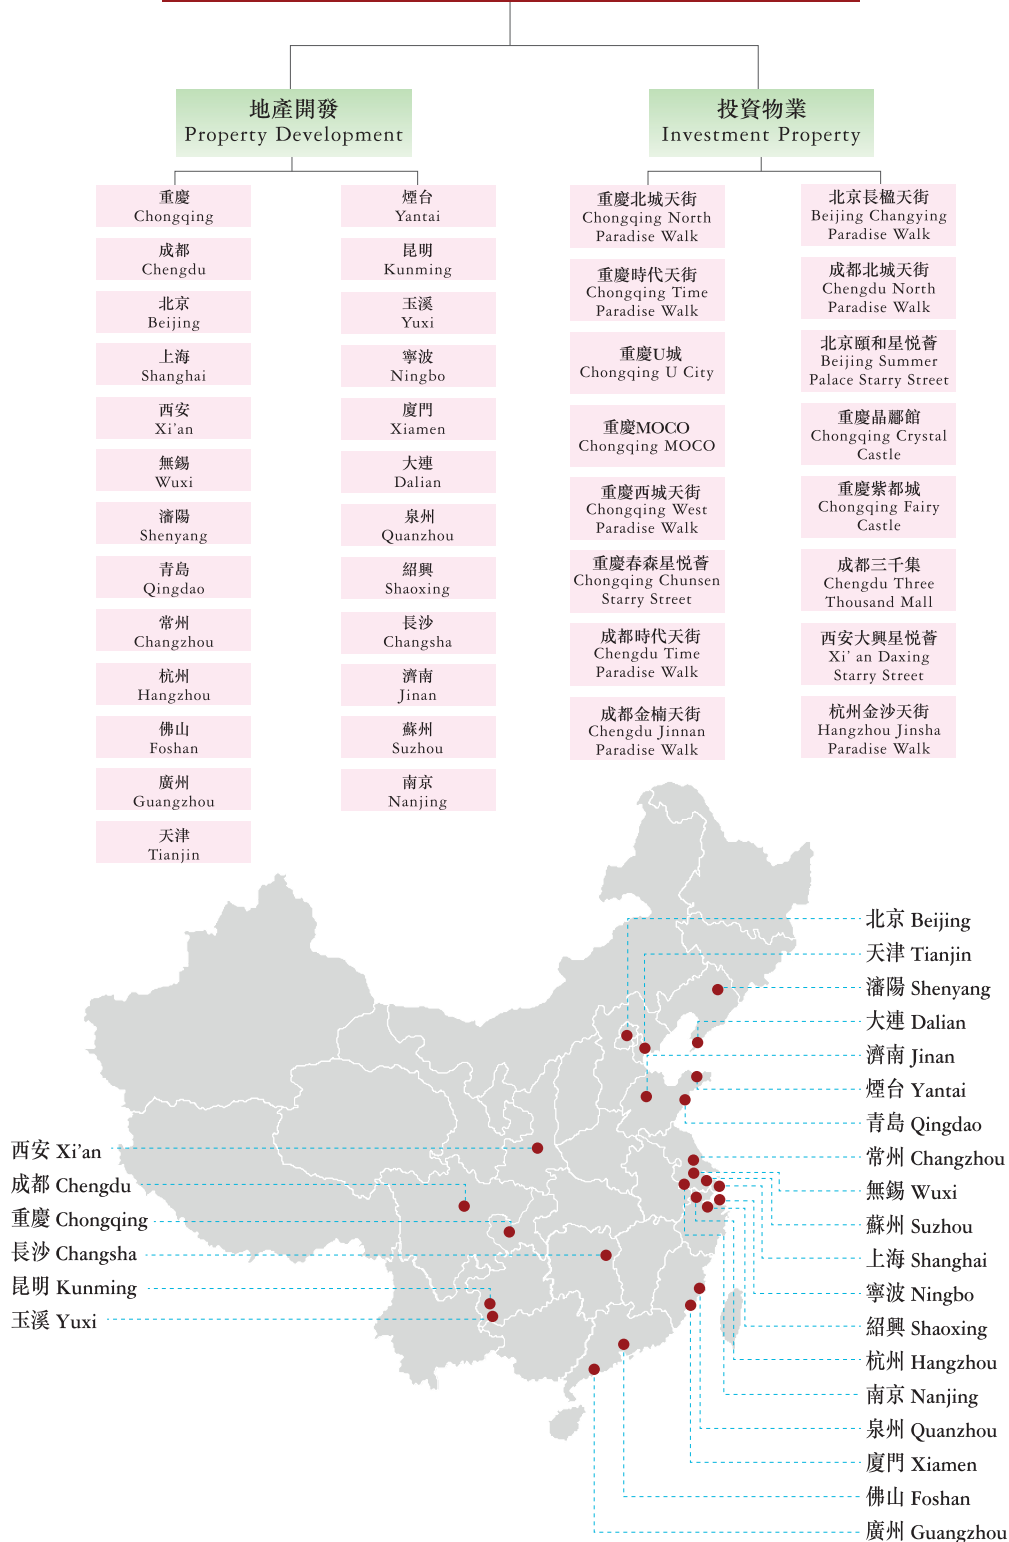 地產開發
Property Development
重慶
Chongqing
成都
Chengdu
北京
Beijing
上海
Shanghai
西安
Xi’an
無錫
Wuxi
瀋陽
Shenyang
青島
Qingdao
常州
Changzhou
杭州
Hangzhou
佛山
Foshan
廣州
Guangzhou
天津
Tianjin
煙台
Yantai
昆明
Kunming
玉溪
Yuxi
寧波
Ningbo
廈門
Xiamen
大連
Dalian
泉州
Quanzhou
紹興
Shaoxing
長沙
Changsha
濟南
Jinan
蘇州
Suzhou
南京
Nanjing
投資物業
Investment Property
重慶北城天街
Chongqing North
Paradise Walk
重慶時代天街
Chongqing Time
Paradise Walk
重慶U城
Chongqing U City
重慶MOCO
Chongqing MOCO
重慶西城天街
Chongqing West
Paradise Walk
重慶春森星悦薈
Chongqing Chunsen
Starry Street
成都時代天街
Chengdu Time
Paradise Walk
成都金楠天街
Chengdu Jinnan
Paradise Walk
北京長楹天街
Beijing Changying
Paradise Walk
成都北城天街
Chengdu North
Paradise Walk
北京頤和星悦薈
Beijing Summer
Palace Starry Street
重慶晶酈館
Chongqing Crystal
Castle
重慶紫都城
Chongqing Fairy
Castle
成都三千集
Chengdu Three
Thousand Mall
西安大興星悦薈
Xi’ an Daxing
Starry Street
杭州金沙天街
Hangzhou Jinsha
Paradise Walk
西安 Xi’an
成都 Chengdu
重慶 Chongqing
長沙 Changsha
昆明 Kunming
玉溪 Yuxi
北京 Beijing
天津 Tianjin
瀋陽 Shenyang
大連 Dalian
濟南 Jinan
煙台 Yantai
青島 Qingdao
常州 Changzhou
無錫 Wuxi
蘇州 Suzhou
上海 Shanghai
寧波 Ningbo
紹興 Shaoxing
杭州 Hangzhou
南京 Nanjing
泉州 Quanzhou
廈門 Xiamen
佛山 Foshan
廣州 Guangzhou